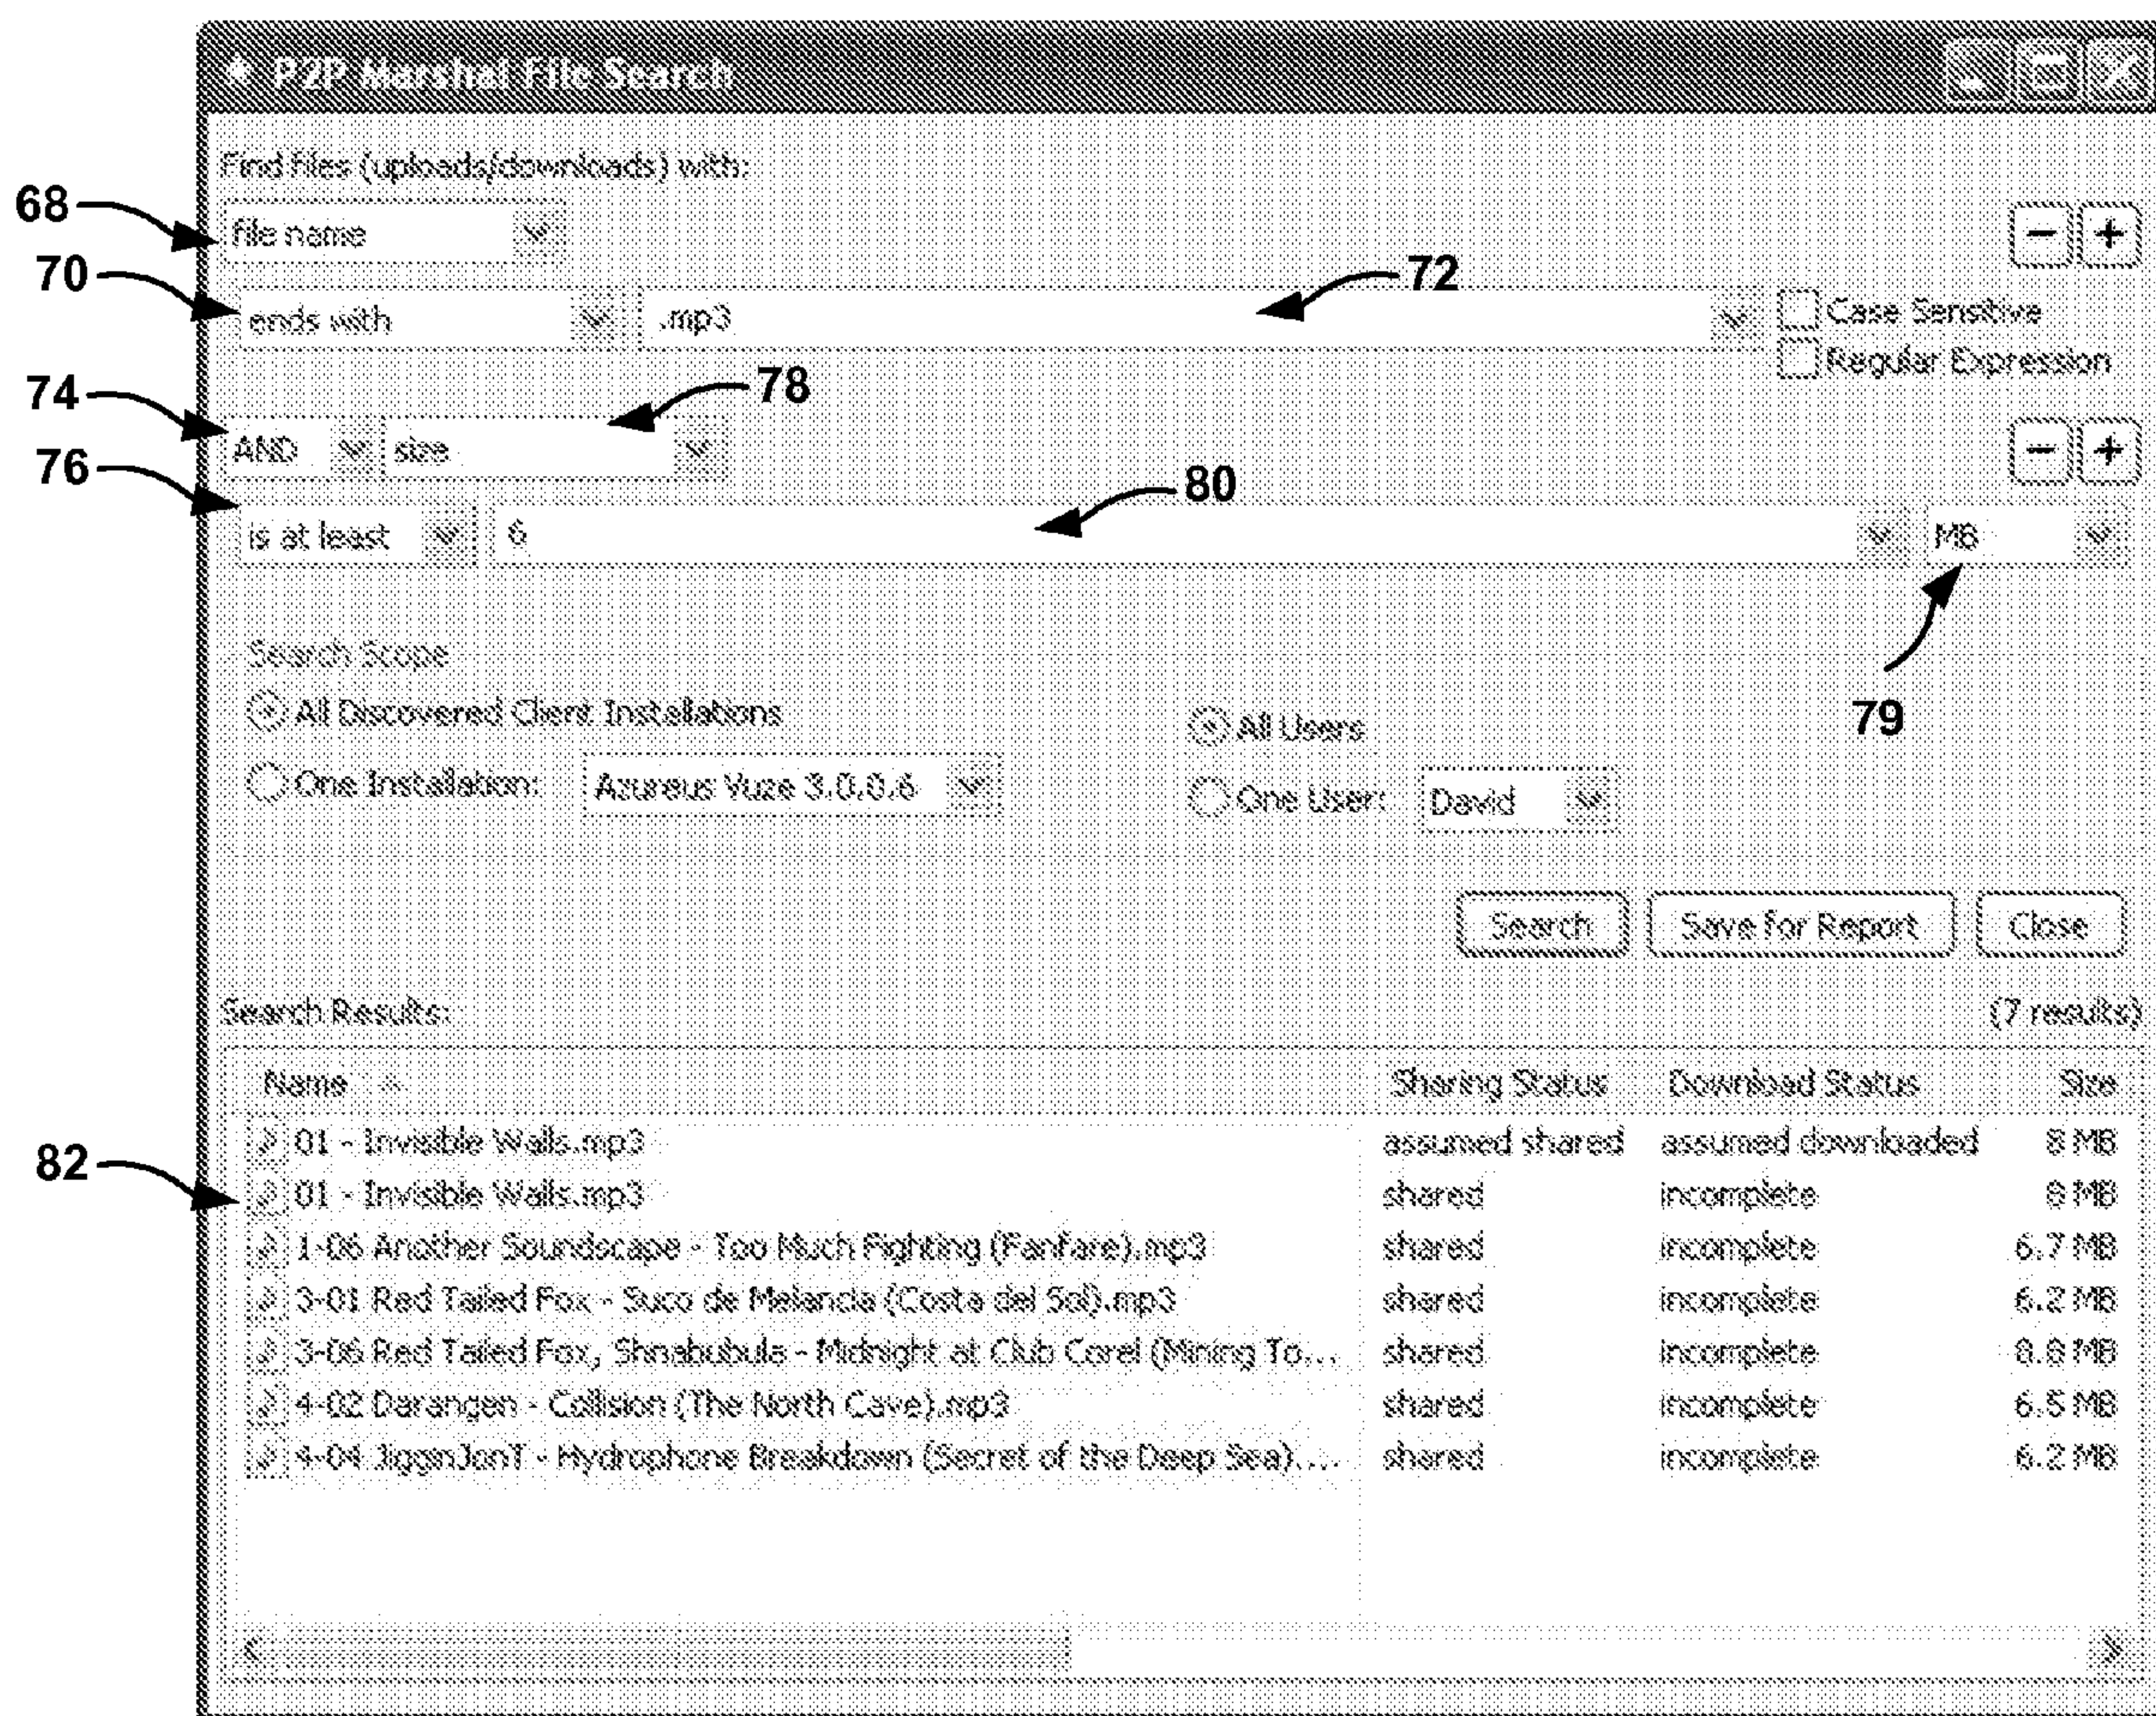 P2P Marshal File Search
Find files (uploads/downloads) with:
68
file name
− +
70
ends with
.mp3
72
Case Sensitive
Regular Expression
74
AND
size
78
− +
76
is at least
6
80
MB
79
Search Scope
All Discovered Client Installations
All Users
One Installation:
Azureus Vuze 3.0.0.6
One User:
David
Search
Save for Report
Close
Search Results:
(7 results)
Name Sharing Status Download Status Size
01 - Invisible Walls.mp3 assumed shared assumed downloaded 8 MB
82
01 - Invisible Walls.mp3 shared incomplete 8 MB
1-06 Another Soundscape - Too Much Fighting (Fanfare).mp3 shared incomplete 6.7 MB
3-01 Red Tailed Fox - Suco de Melancia (Costa del Sol).mp3 shared incomplete 6.2 MB
3-06 Red Tailed Fox, Shnabubula - Midnight at Club Corel (Mining To... shared incomplete 8.8 MB
4-02 Darangen - Collision (The North Cave).mp3 shared incomplete 6.5 MB
4-04 JigginJonT - Hydrophone Breakdown (Secret of the Deep Sea).... shared incomplete 6.2 MB